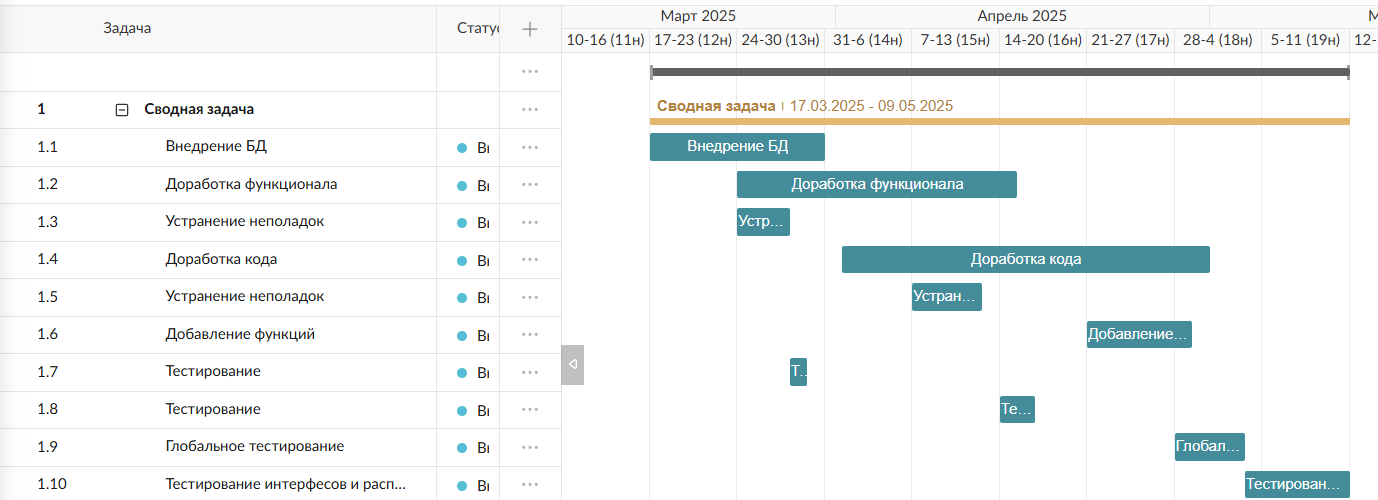 Март 2025 Апрель 2025 М
Задача Статус
10-16 (11н) 17-23 (12н) 24-30 (13н) 31-6 (14н) 7-13 (15н) 14-20 (16н) 21-27 (17н) 28-4 (18н) 5-11 (19н) 12-
1 Сводная задача Сводная задача 17.03.2025 - 09.05.2025
1.1 Внедрение БД Внедрение БД
1.2 Доработка функционала Доработка функционала
1.3 Устранение неполадок Устр...
1.4 Доработка кода Доработка кода
1.5 Устранение неполадок Устран...
1.6 Добавление функций Добавление...
1.7 Тестирование Т..
1.8 Тестирование Те...
1.9 Глобальное тестирование Глобал...
1.10 Тестирование интерфесов и расп... Тестирован...